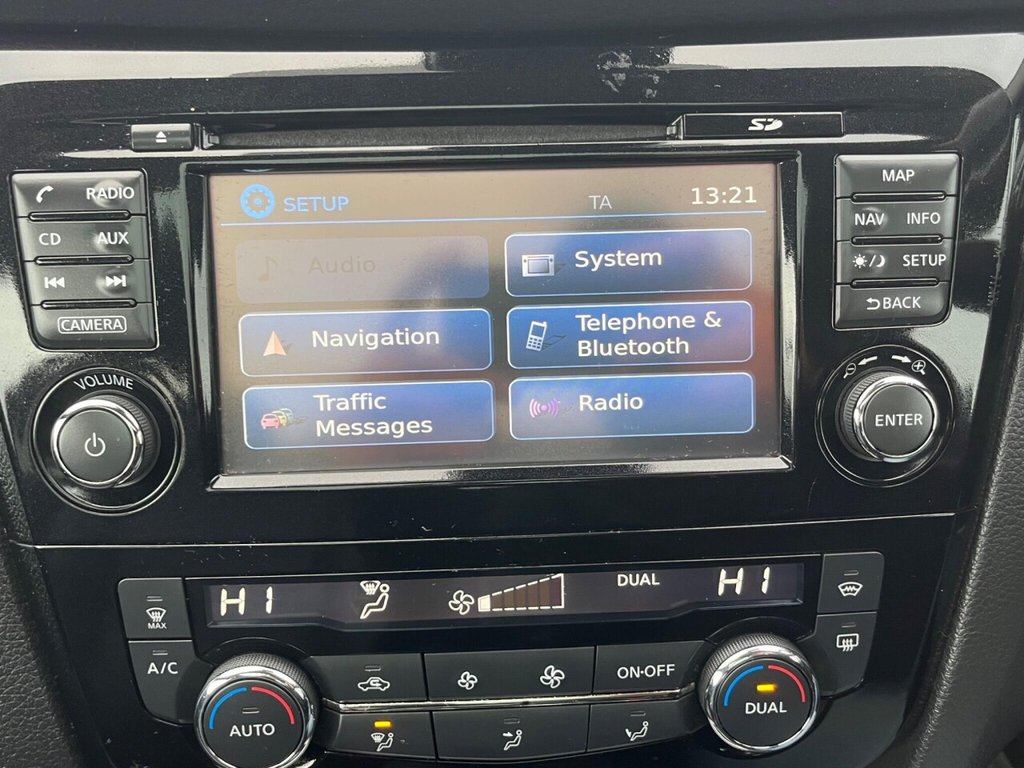 SD
RADIO
CD AUX
CAMERA
VOLUME
SETUP TA 13:21
Audio
System
Navigation
Telephone &
Bluetooth
Traffic
Messages
Radio
MAP
NAV INFO
SETUP
BACK
ENTER
HI DUAL HI
MAX
A/C
AUTO
ON·OFF
DUAL